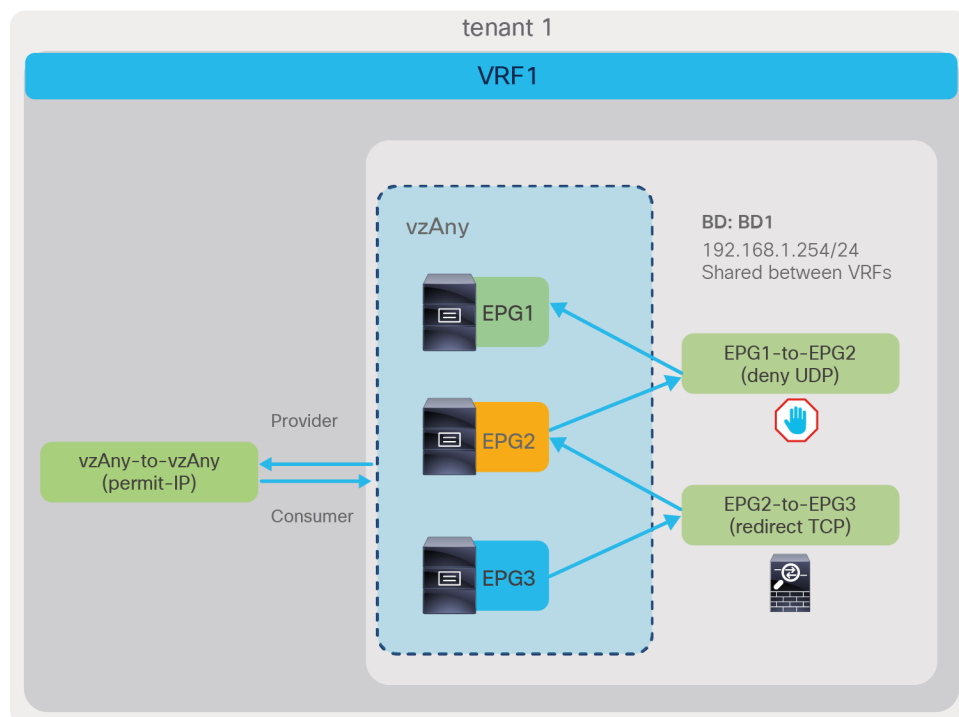 tenant 1
VRF1
vzAny
BD: BD1
192.168.1.254/24
Shared between VRFs
EPG1
EPG1-to-EPG2
(deny UDP)
Provider
EPG2
vzAny-to-vzAny
(permit-IP)
Consumer
EPG2-to-EPG3
(redirect TCP)
EPG3